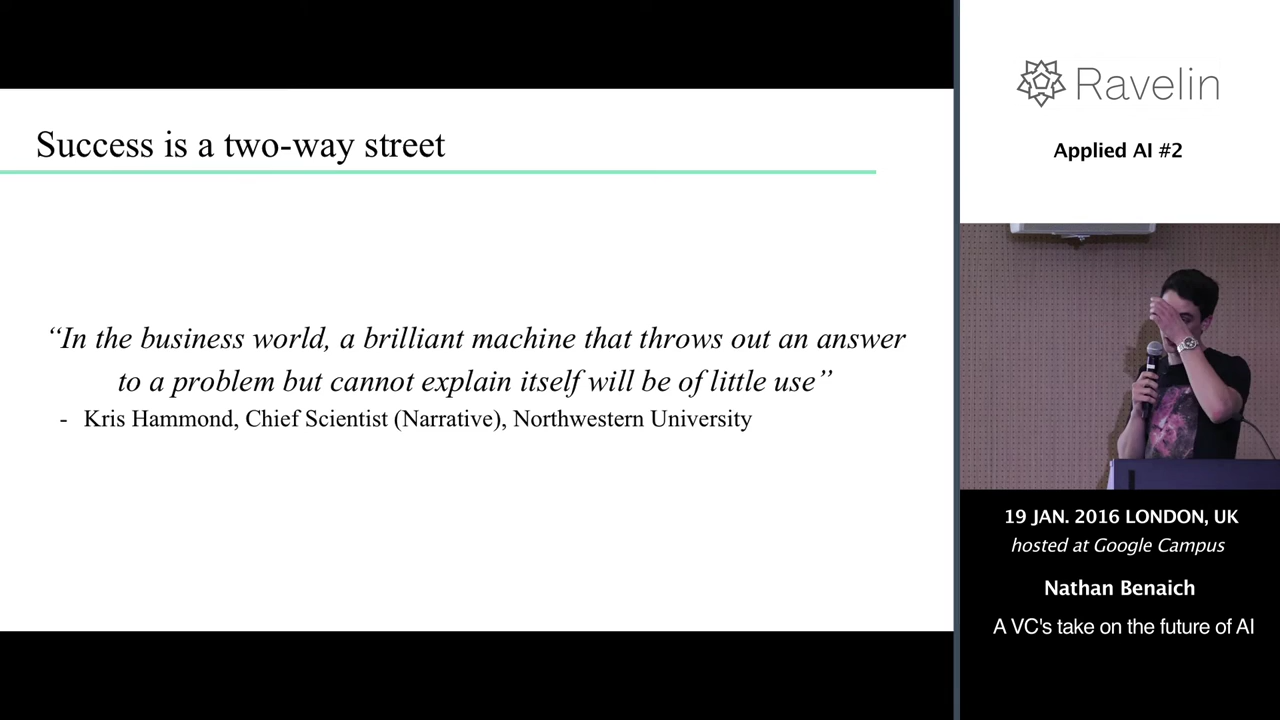 Success is a two-way street
“In the business world, a brilliant machine that throws out an answer
to a problem but cannot explain itself will be of little use”
- Kris Hammond, Chief Scientist (Narrative), Northwestern University
Ravelin
Applied AI #2
19 JAN. 2016 LONDON, UK
hosted at Google Campus
Nathan Benaich
A VC's take on the future of AI